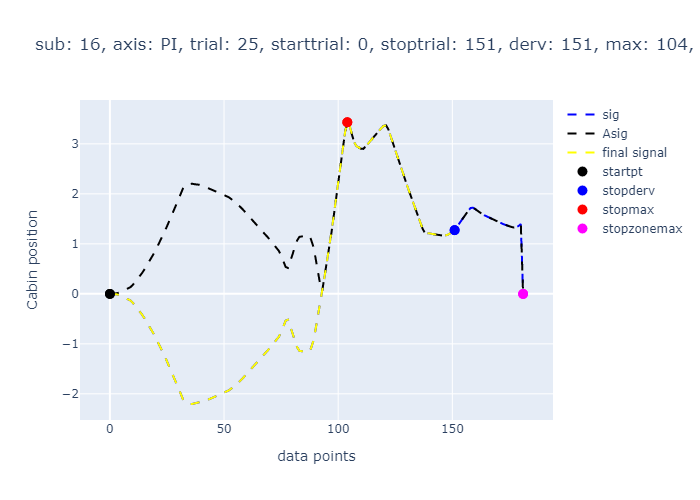 sub: 16, axis: PI, trial: 25, starttrial: 0, stoptrial: 151, derv: 151, max: 104,
sig
Asig
final signal
startpt
stopderv
stopmax
stopzonemax
Cabin position
3
2
1
0
−1
−2
0
50
100
150
data points